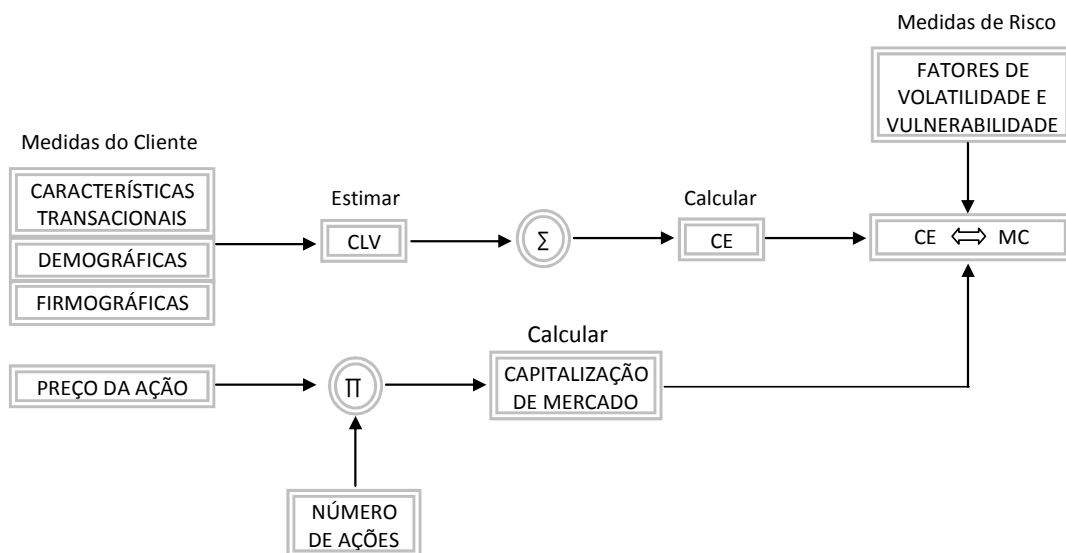 Medidas de Risco
FATORES DE
VOLATILIDADE E
VULNERABILIDADE
Medidas do Cliente
CARACTERÍSTÍCAS
TRANSACIONAIS
DEMOGRÁFICAS
FIRMOGRÁFICAS
Estimar
CLV
Σ
Calcular
CE
CE ⇔ MC
PREÇO DA AÇÃO
∏
Calcular
CAPITALIZAÇÃO
DE MERCADO
NÚMERO
DE AÇÕES